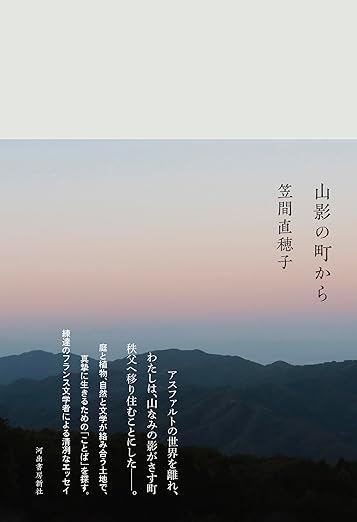 山影の町から
笠間直穂子
アスファルトの世界を離れ、
わたしは、山なみの影がさす町
秩父へ移り住むことにした――。
庭と植物、自然と文学が絡み合う土地で、
真摯に生きるための「ことば」を探す。
練達のフランス文学者による清冽なエッセイ
河出書房新社